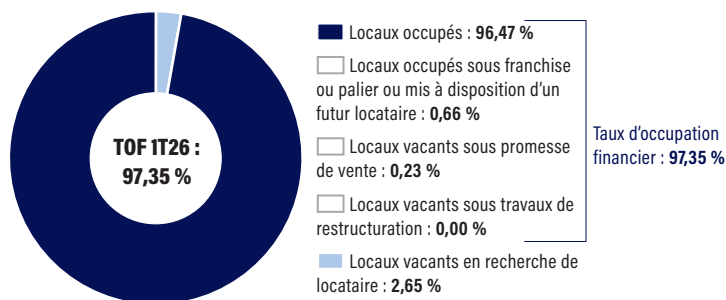 TOF 1T26 :
97,35 %
Locaux occupés : 96,47 %
Locaux occupés sous franchise
ou palier ou mis à disposition d'un
futur locataire : 0,66 %
Locaux vacants sous promesse
de vente : 0,23 %
Locaux vacants sous travaux de
restructuration : 0,00 %
Locaux vacants en recherche de
locataire : 2,65 %
Taux d'occupation
financier : 97,35 %